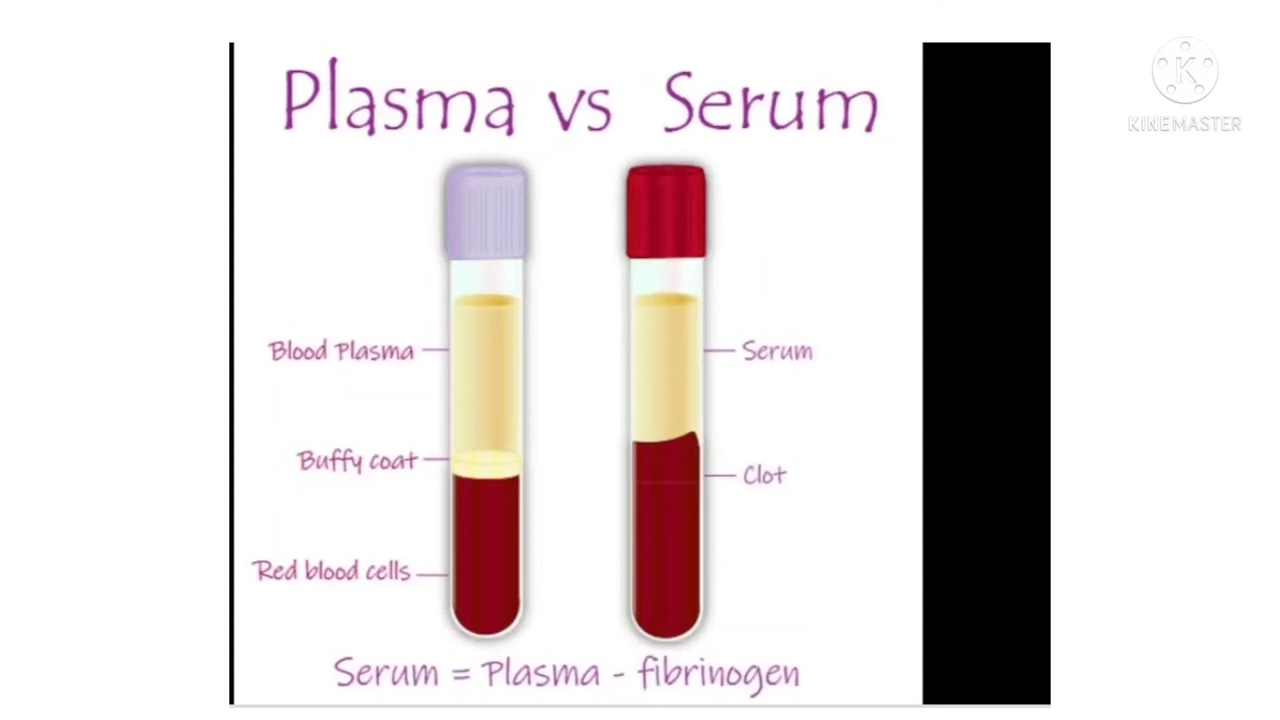 Plasma vs Serum
K
KINEMASTER
Blood Plasma
Serum
Buffy coat
Clot
Red blood cells
Serum = Plasma - fibrinogen